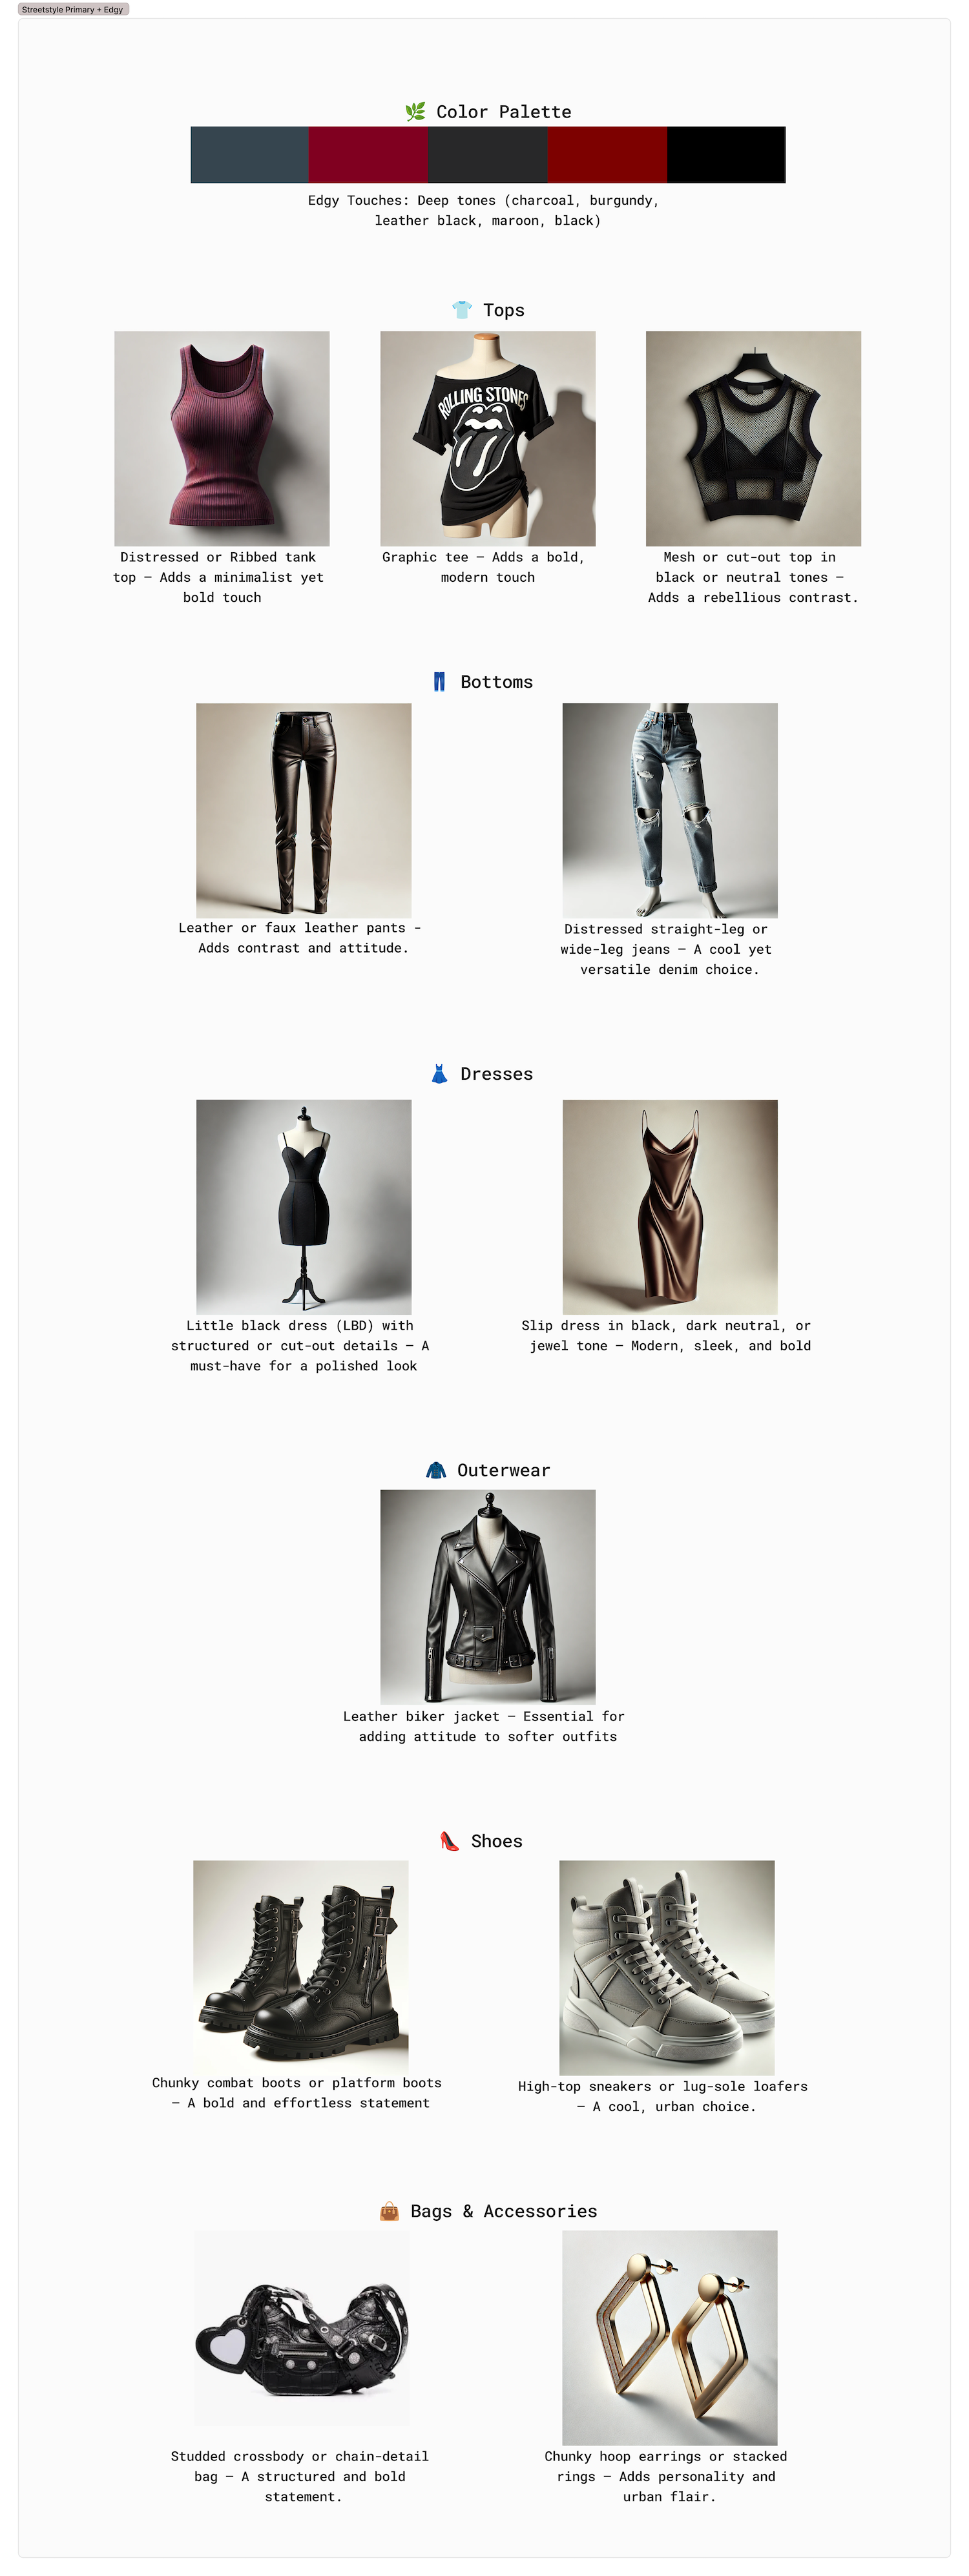 Streetstyle Primary + Edgy
Color Palette
Edgy Touches: Deep tones (charcoal, burgundy,
leather black, maroon, black)
Tops
ROLLING STONES
Distressed or Ribbed tank
top – Adds a minimalist yet
bold touch
Graphic tee – Adds a bold,
modern touch
Mesh or cut-out top in
black or neutral tones –
Adds a rebellious contrast.
Bottoms
Leather or faux leather pants -
Adds contrast and attitude.
Distressed straight-leg or
wide-leg jeans – A cool yet
versatile denim choice.
Dresses
Little black dress (LBD) with
structured or cut-out details – A
must-have for a polished look
Slip dress in black, dark neutral, or
jewel tone – Modern, sleek, and bold
Outerwear
Leather biker jacket – Essential for
adding attitude to softer outfits
Shoes
Chunky combat boots or platform boots
– A bold and effortless statement
High-top sneakers or lug-sole loafers
– A cool, urban choice.
Bags & Accessories
Studded crossbody or chain-detail
bag – A structured and bold
statement.
Chunky hoop earrings or stacked
rings – Adds personality and
urban flair.